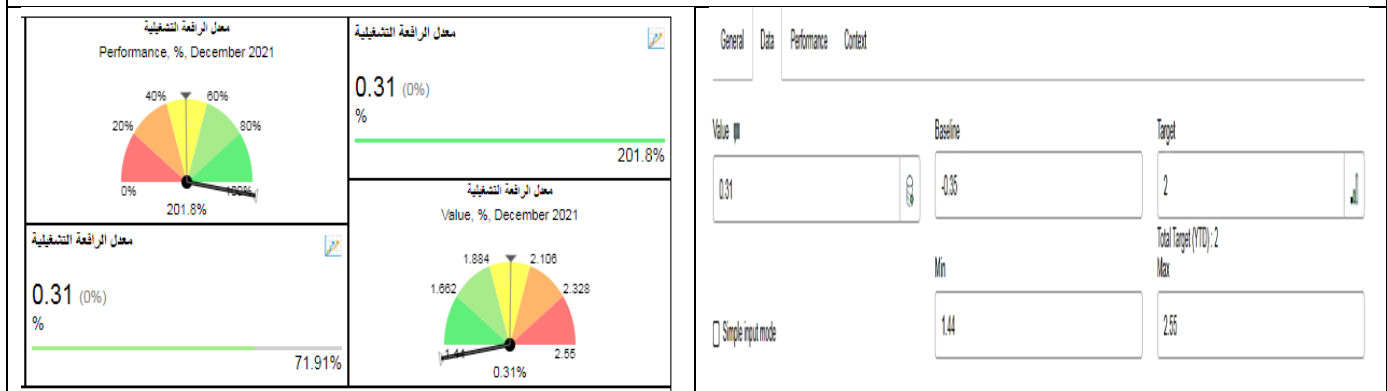 معدل الرافعة التشغيلية
Performance, %, December 2021
40%
60%
20%
80%
0%
100%
201.8%
معدل الرافعة التشغيلية
0.31 (0%)
%
201.8%
معدل الرافعة التشغيلية
0.31 (0%)
%
71.91%
معدل الرافعة التشغيلية
Value, %, December 2021
1.884
2.106
1.662
2.328
1.44
2.55
0.31%
General Data Performance Context
Value
Baseline
Target
0.31
-0.35
2
Total Target (YTD) : 2
Min
Max
Simple input mode
1.44
2.55